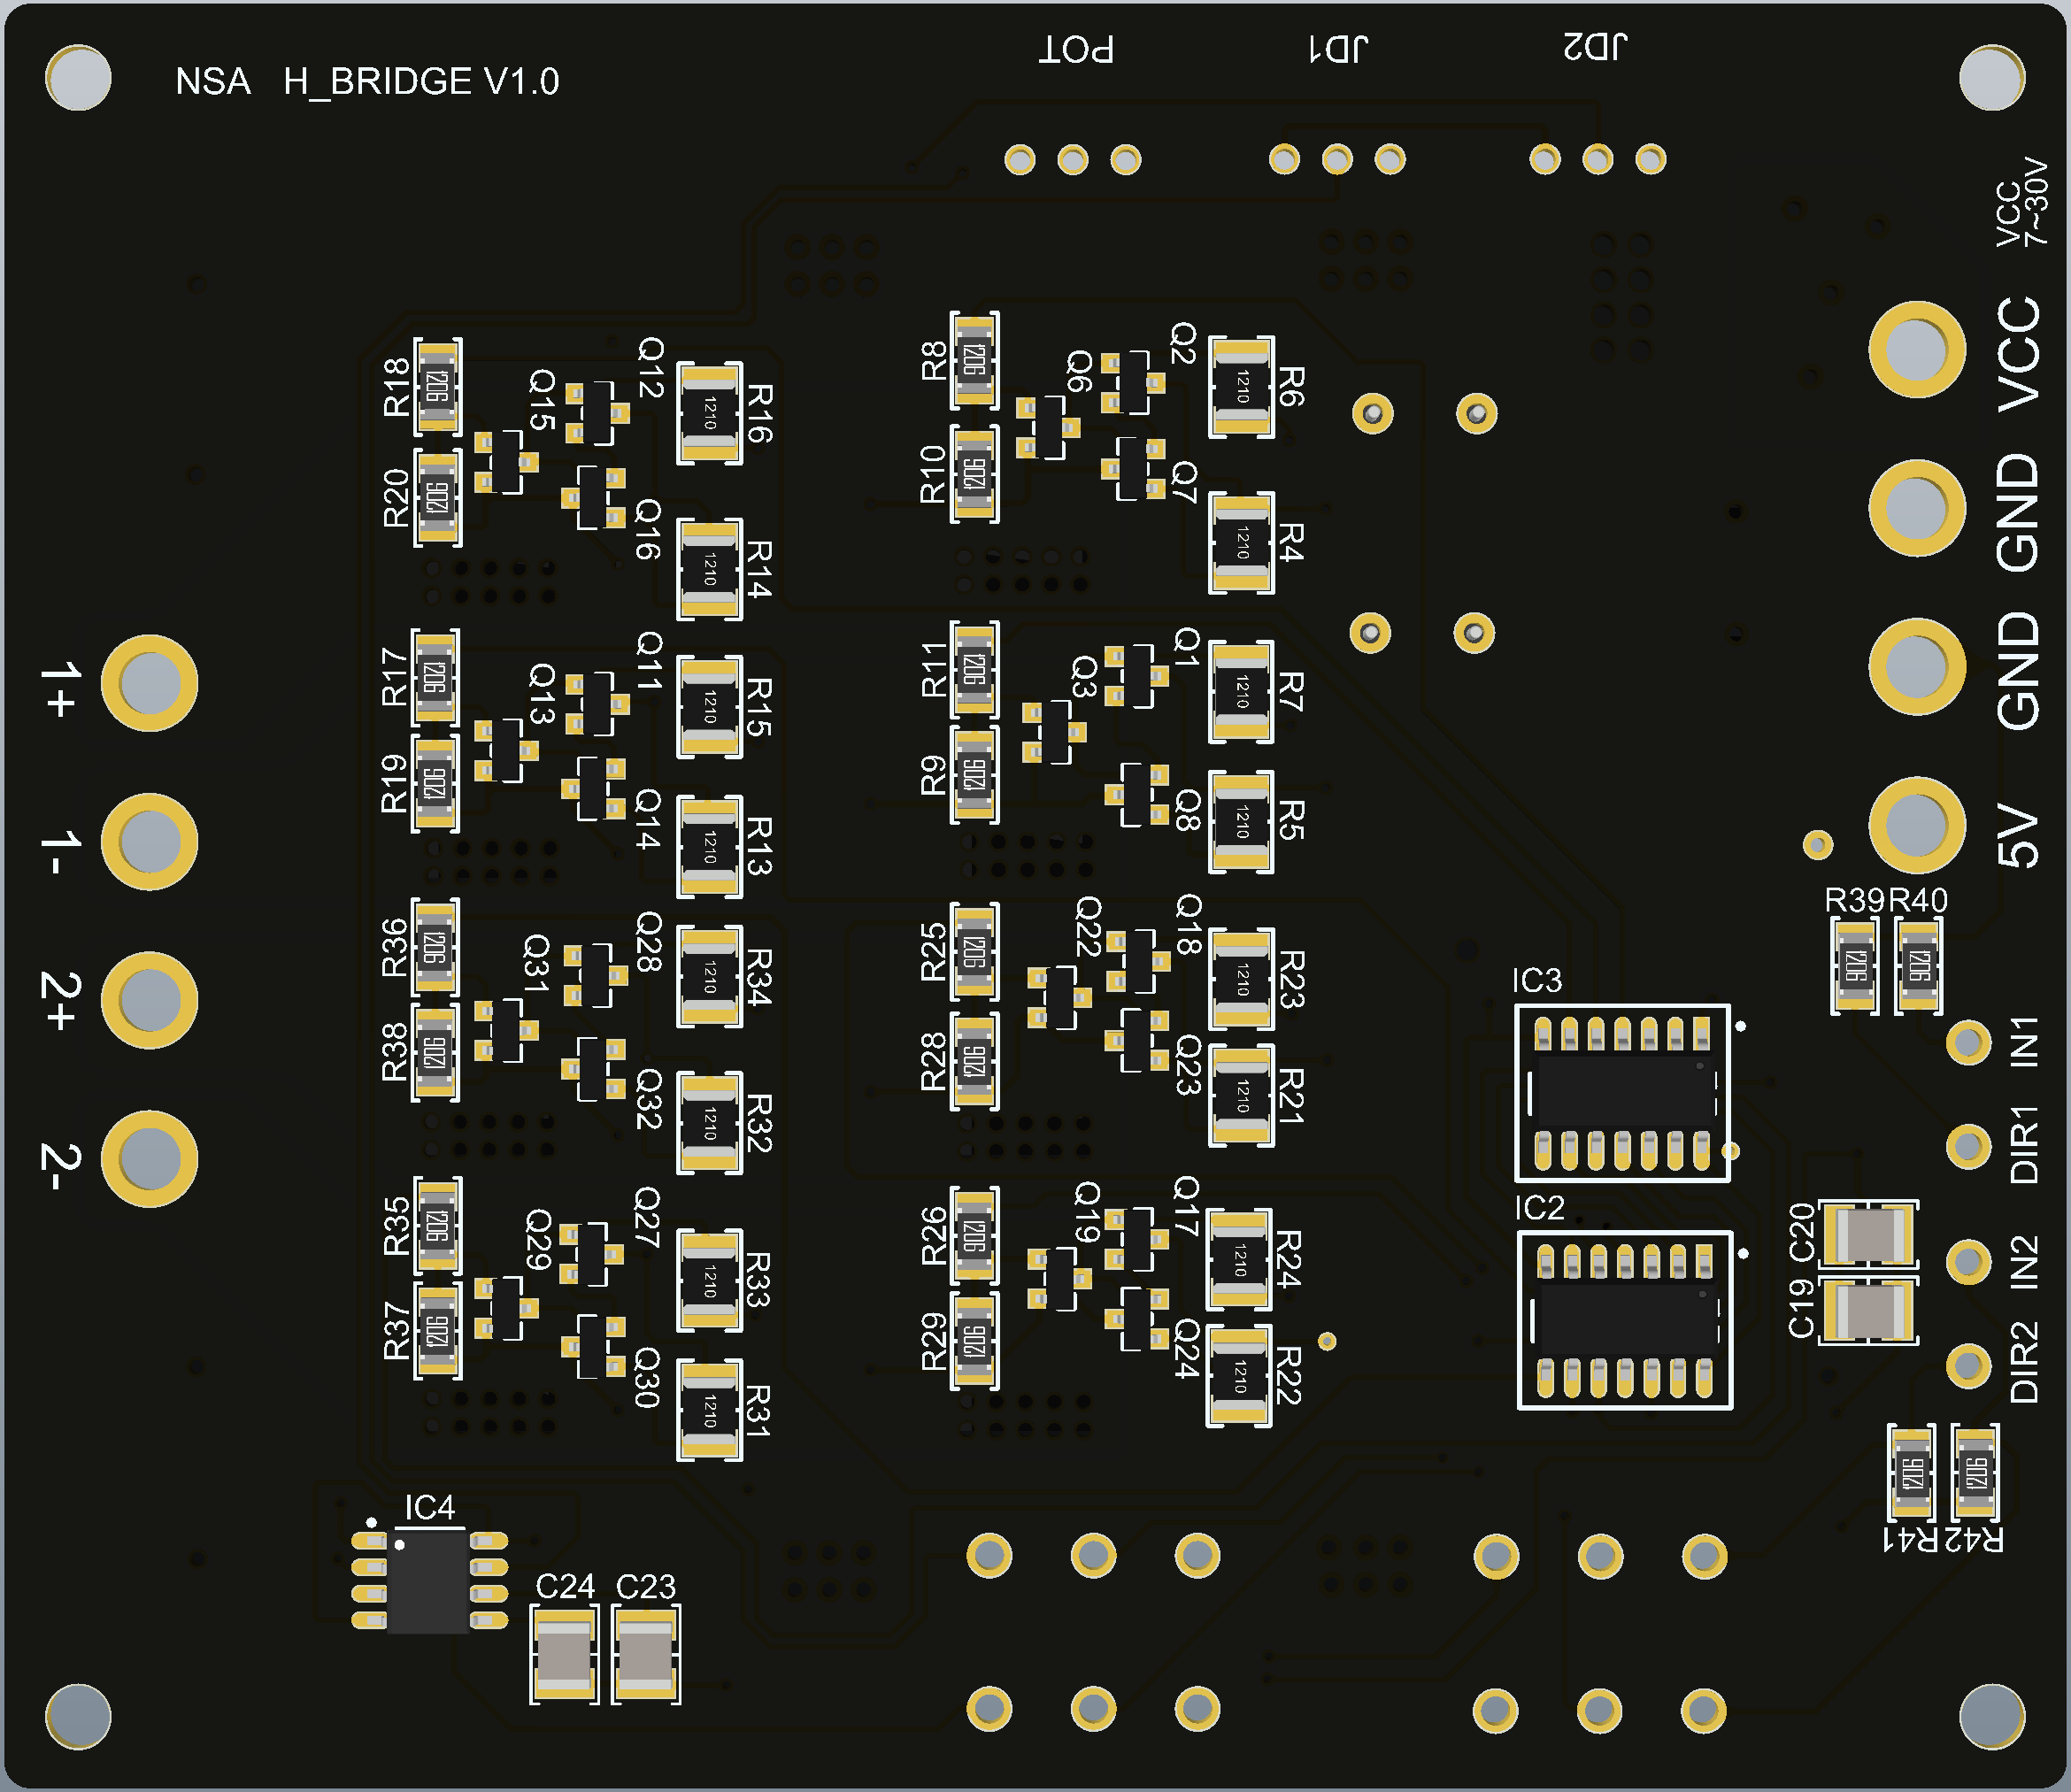 POT
JD1
JD2
NSA H_BRIDGE V1.0
VCC
7~30V
VCC
GND
GND
5V
R18
1206
Q15
Q12
1210
R16
R20
1206
Q16
1210
R14
R8
1206
Q6
Q2
1210
R6
R10
1206
Q7
1210
R4
1+
1-
2+
2-
R17
1206
Q13
Q11
1210
R15
R19
1206
Q14
1210
R13
R11
1206
Q3
Q1
1210
R7
R9
1206
Q8
1210
R5
R36
1206
Q31
Q28
1210
R34
R38
1206
Q32
1210
R32
R25
1206
Q22
Q18
1210
R23
R28
1206
Q23
1210
R21
R35
1206
Q29
Q27
1210
R33
R37
1206
Q30
1210
R31
R26
1206
Q19
Q17
1210
R24
R29
1206
Q24
1210
R22
R39
R40
1206
1206
IC3
IC2
IN1
DIR1
IN2
DIR2
C20
C19
1206
1206
R41
R42
IC4
C24
C23